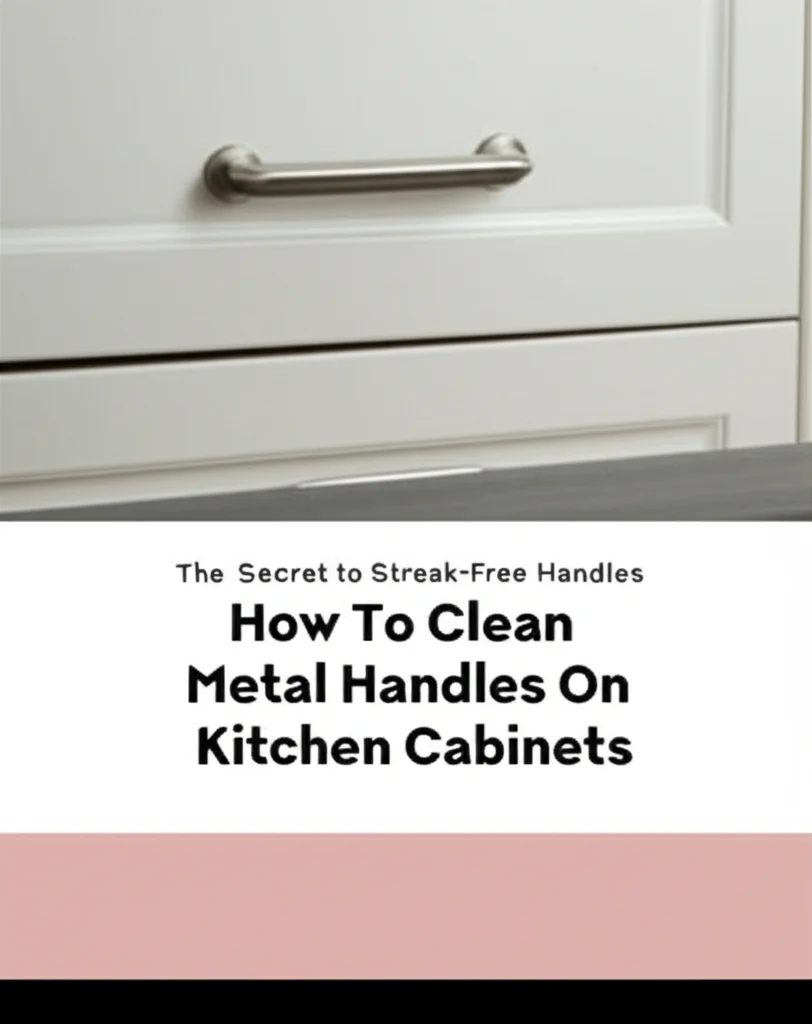 The Secret to Streak-Free Handles
How To Clean
Metal Handles On
Kitchen Cabinets